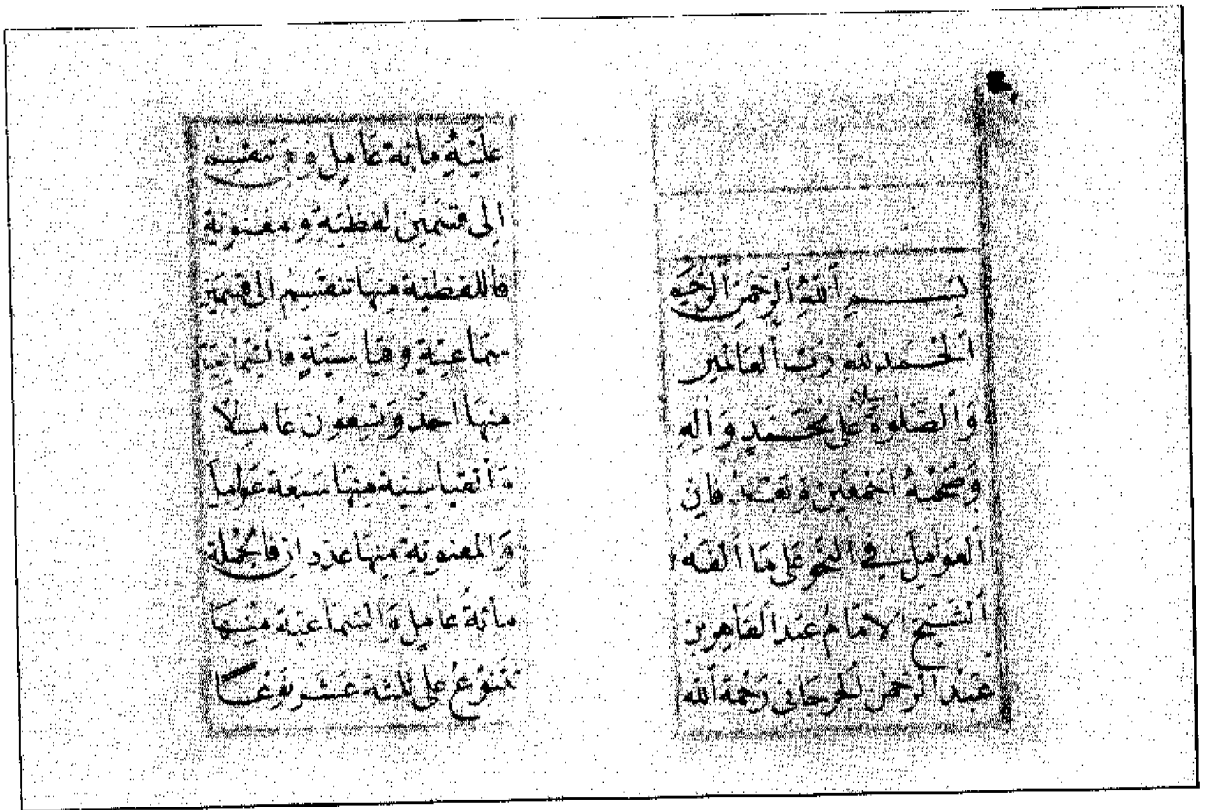 بسم الله الرحمن الرحيم
الحمد لله رب العالمين
والصلوة على محمد واله
وصحبه اجمعين وبعد فان
العوامل في النحو على ما الفه
الشيخ الامام عبد القاهر بن
عبد الرحمن الجرجاني رحمة الله
عليه مائة عامل وهي تنقسم
الى قسمين لفظية ومعنوية
فاللفظية منها تنقسم الى قسمين
سماعية وقياسية فالسماعية
منها احد وتسعون عاملا
والقياسية منها سبعة عوامل
والمعنوية منها عددان فالجملة
مائة عامل والسماعية منها
تتنوع على ثلثة عشر نوعا